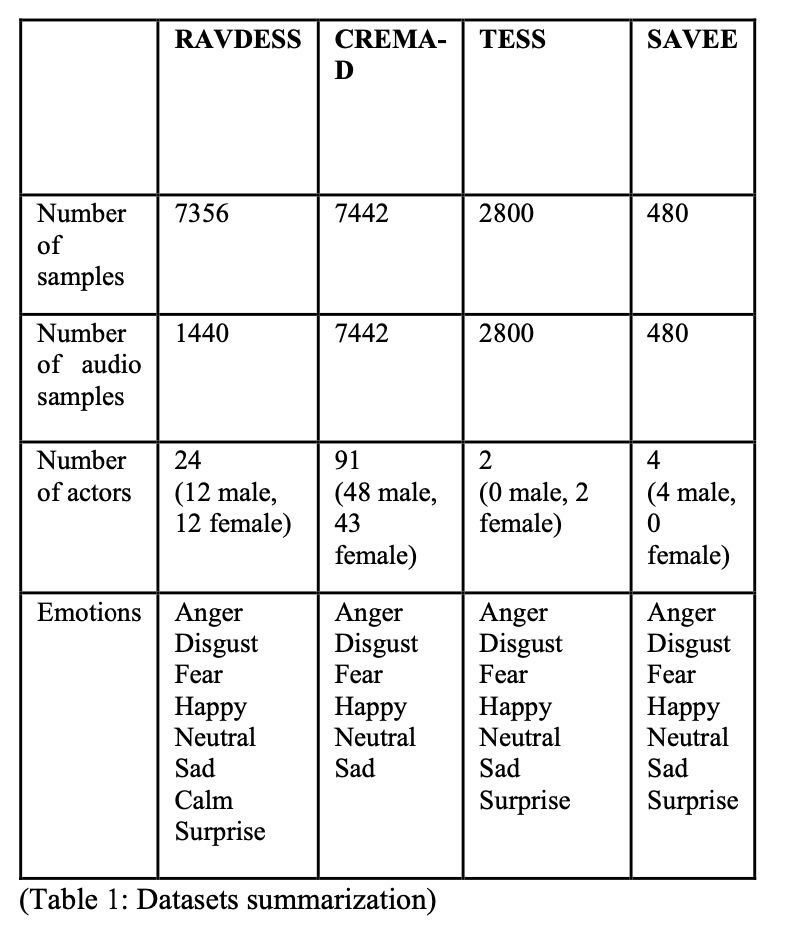 RAVDESS CREMA-D TESS SAVEE
Number of samples 7356 7442 2800 480
Number of audio samples 1440 7442 2800 480
Number of actors 24 (12 male, 12 female) 91 (48 male, 43 female) 2 (0 male, 2 female) 4 (4 male, 0 female)
Emotions
Anger Disgust Fear Happy Neutral Sad Calm Surprise
Anger Disgust Fear Happy Neutral Sad
Anger Disgust Fear Happy Neutral Sad Surprise
Anger Disgust Fear Happy Neutral Sad Surprise
(Table 1: Datasets summarization)